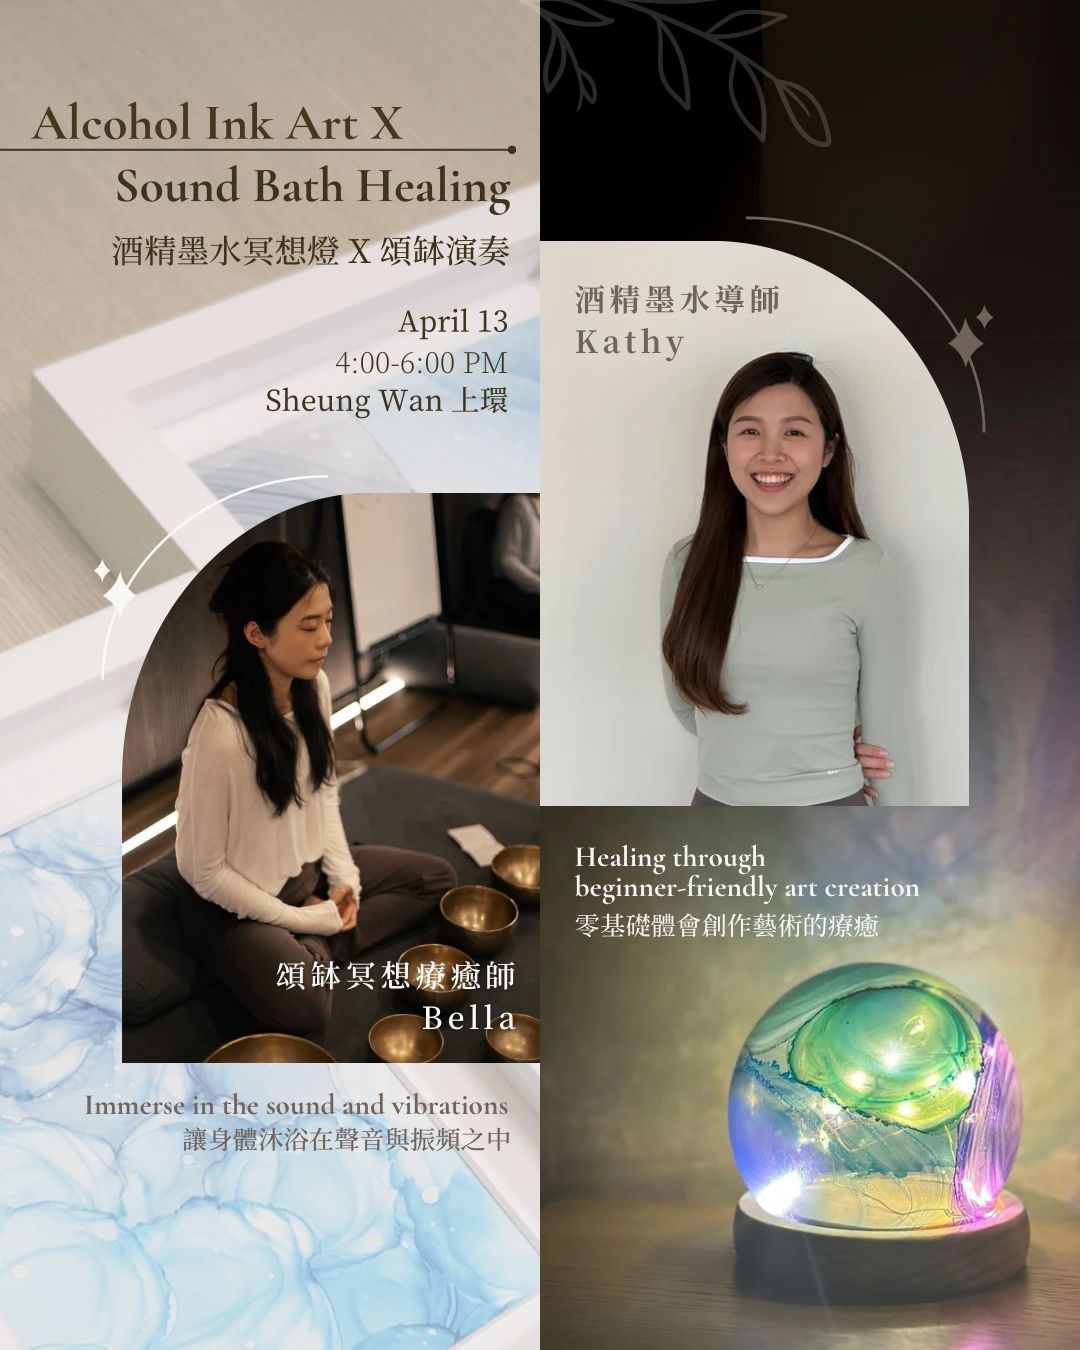 Alcohol Ink Art X
Sound Bath Healing
酒精墨水冥想燈 X 頌缽演奏
April 13
4:00-6:00 PM
Sheung Wan 上環
酒精墨水導師
Kathy
頌缽冥想療癒師
Bella
Immerse in the sound and vibrations
讓身體沐浴在聲音與振頻之中
Healing through
beginner-friendly art creation
零基礎體會創作藝術的療癒